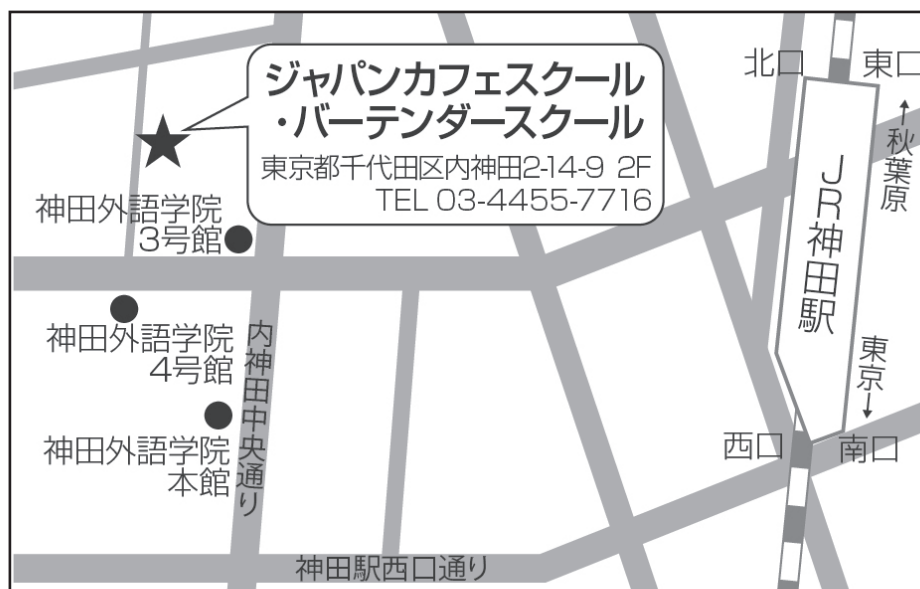 ジャパンカフェスクール
・バーテンダースクール
東京都千代田区内神田2-14-9 2F
TEL 03-4455-7716
北口
東口
↑秋葉原
JR神田駅
神田外語学院
3号館
神田外語学院
4号館
内神田中央通り
東京↓
神田外語学院
本館
西口
南口
神田駅西口通り